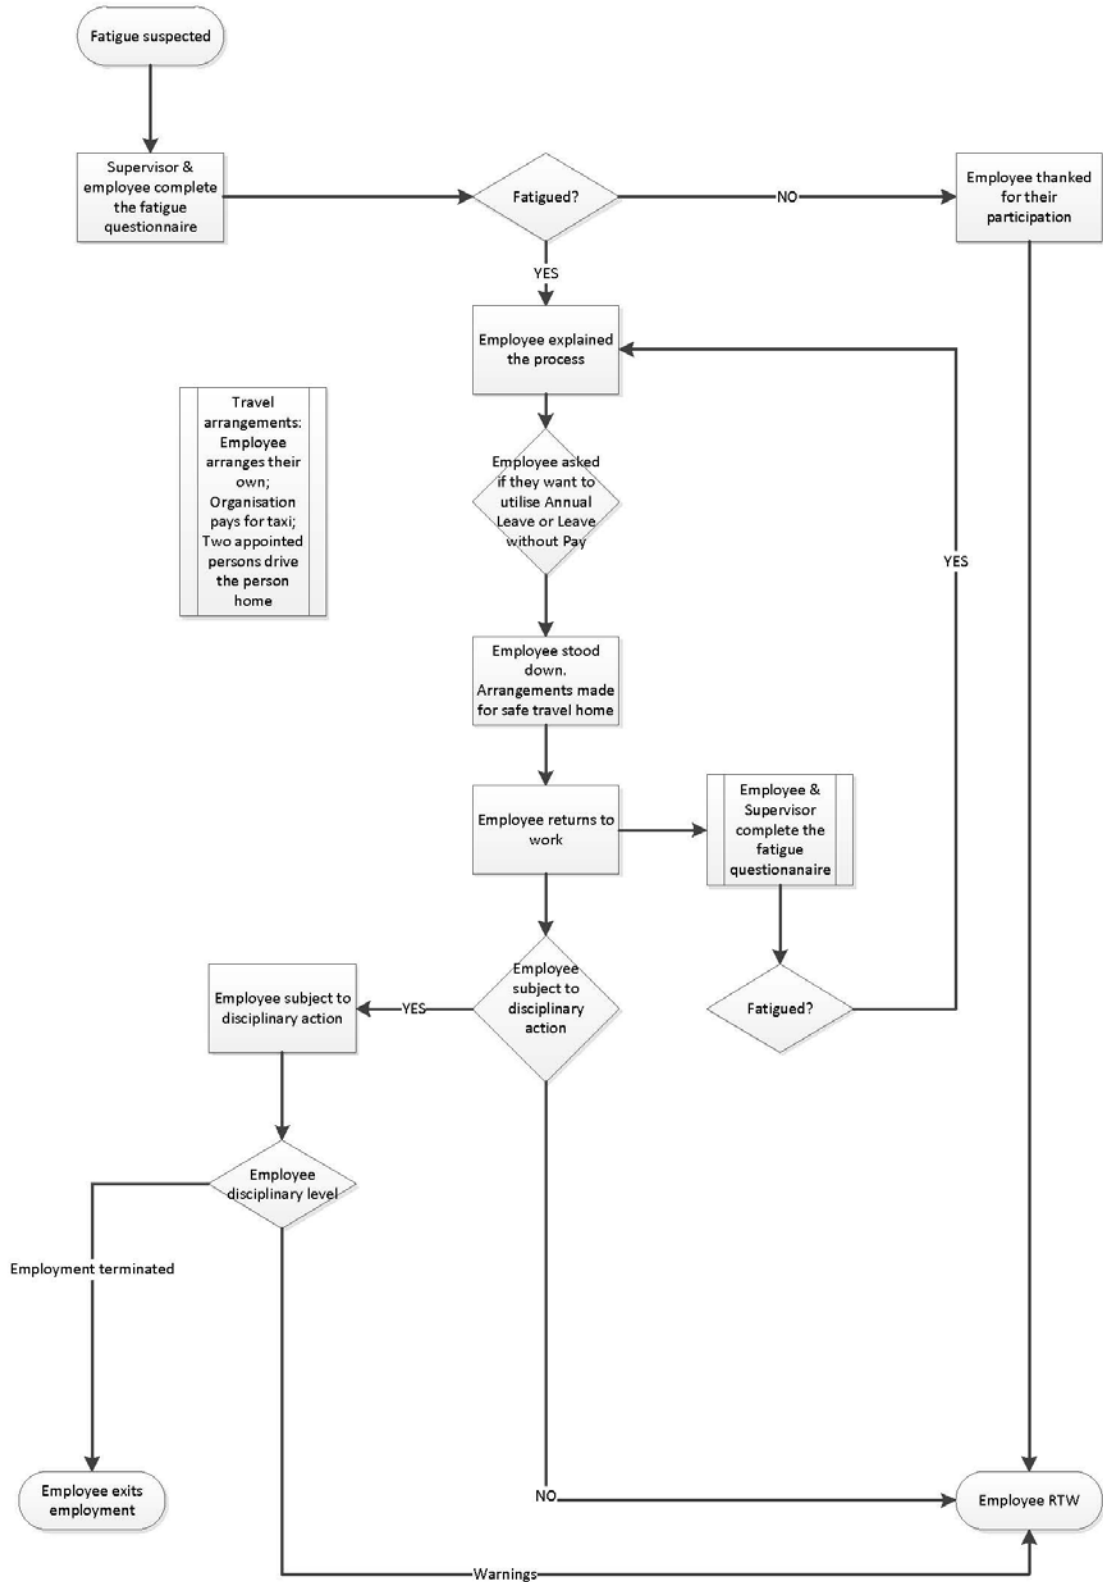 Fatigue suspected
Supervisor &
employee complete
the fatigue
questionnaire
Fatigued?
NO
Employee thanked
for their
participation
YES
Employee explained
the process
Travel
arrangements:
Employee
arranges their
own;
Organisation
pays for taxi;
Two appointed
persons drive
the person
home
Employee asked
if they want to
utilise Annual
Leave or Leave
without Pay
YES
Employee stood
down.
Arrangements made
for safe travel home
Employee returns to
work
Employee &
Supervisor
complete the
fatigue
questionanaire
Employee subject to
disciplinary action
YES
Employee
subject to
disciplinary
action
Fatigued?
Employee
disciplinary level
Employment terminated
Employee exits
employment
NO
Employee RTW
Warnings